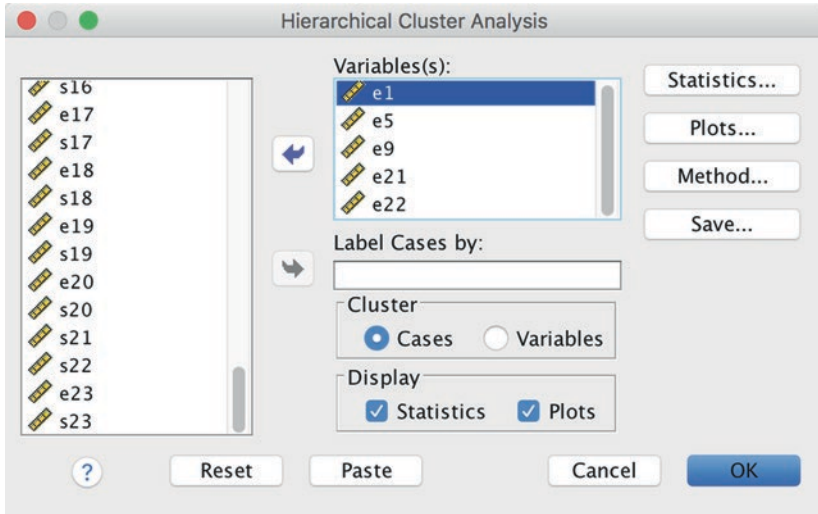 Hierarchical Cluster Analysis
s16
e17
s17
e18
s18
e19
s19
e20
s20
s21
s22
e23
s23
Variables(s):
e1
e5
e9
e21
e22
Label Cases by:
Cluster
Cases Variables
Display
Statistics Plots
Statistics...
Plots...
Method...
Save...
? Reset Paste Cancel OK